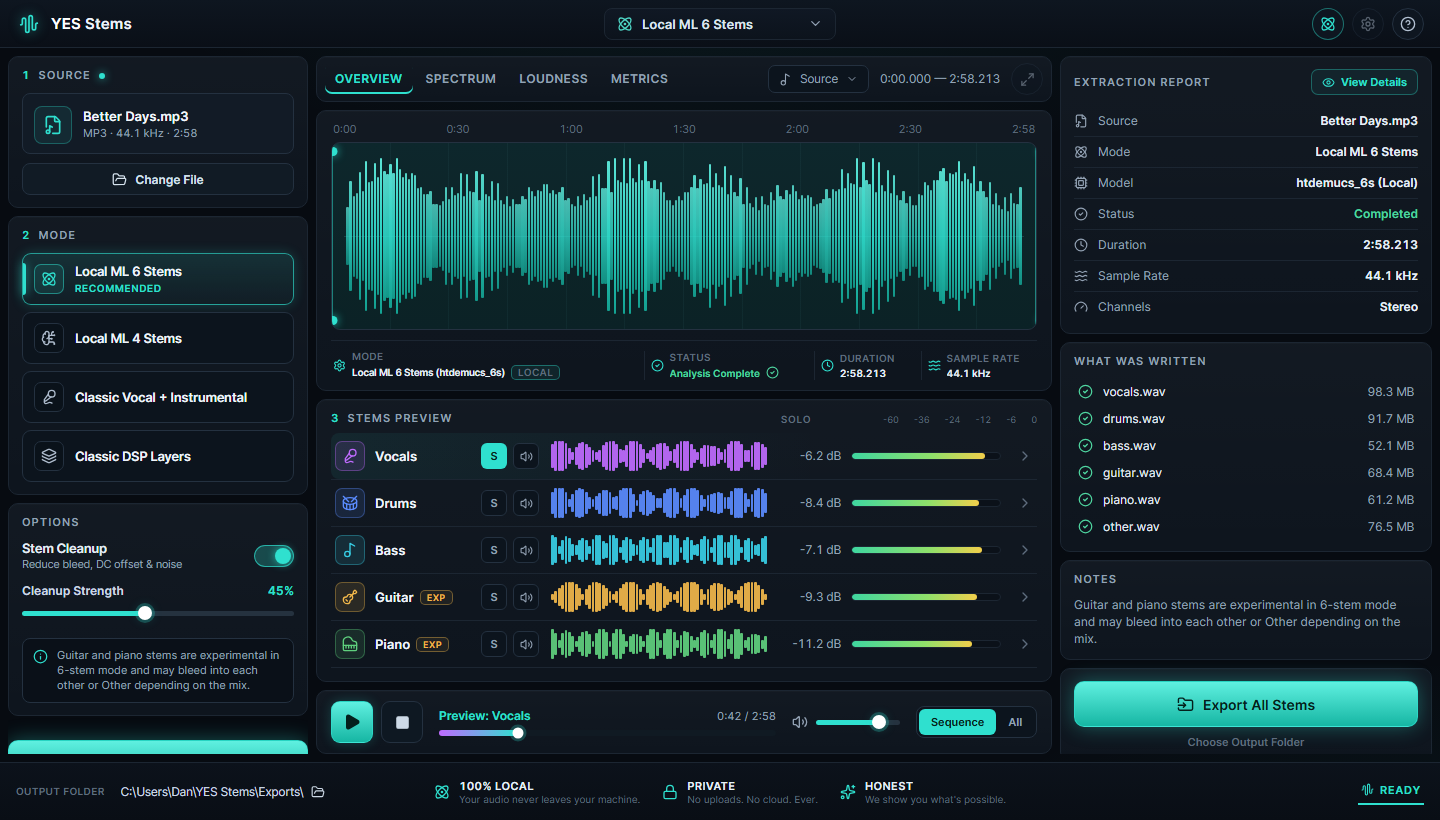 YES Stems
Local ML 6 Stems
1 SOURCE
Better Days.mp3
MP3 · 44.1 kHz · 2:58
Change File
2 MODE
Local ML 6 Stems
RECOMMENDED
Local ML 4 Stems
Classic Vocal + Instrumental
Classic DSP Layers
OPTIONS
Stem Cleanup
Reduce bleed, DC offset & noise
Cleanup Strength 45%
Guitar and piano stems are experimental in
6-stem mode and may bleed into each
other or Other depending on the mix.
OVERVIEW SPECTRUM LOUDNESS METRICS Source 0:00.000 — 2:58.213
0:00 0:30 1:00 1:30 2:00 2:30 2:58
MODE
Local ML 6 Stems (htdemucs_6s) LOCAL
STATUS
Analysis Complete
DURATION
2:58.213
SAMPLE RATE
44.1 kHz
3 STEMS PREVIEW SOLO -60 -36 -24 -12 -6 0
Vocals S -6.2 dB
Drums S -8.4 dB
Bass S -7.1 dB
Guitar EXP S -9.3 dB
Piano EXP S -11.2 dB
Preview: Vocals 0:42 / 2:58 Sequence All
EXTRACTION REPORT View Details
Source Better Days.mp3
Mode Local ML 6 Stems
Model htdemucs_6s (Local)
Status Completed
Duration 2:58.213
Sample Rate 44.1 kHz
Channels Stereo
WHAT WAS WRITTEN
vocals.wav 98.3 MB
drums.wav 91.7 MB
bass.wav 52.1 MB
guitar.wav 68.4 MB
piano.wav 61.2 MB
other.wav 76.5 MB
NOTES
Guitar and piano stems are experimental in 6-stem mode
and may bleed into each other or Other depending on the
mix.
Export All Stems
Choose Output Folder
OUTPUT FOLDER C:\Users\Dan\YES Stems\Exports\
100% LOCAL
Your audio never leaves your machine.
PRIVATE
No uploads. No cloud. Ever.
HONEST
We show you what's possible.
READY